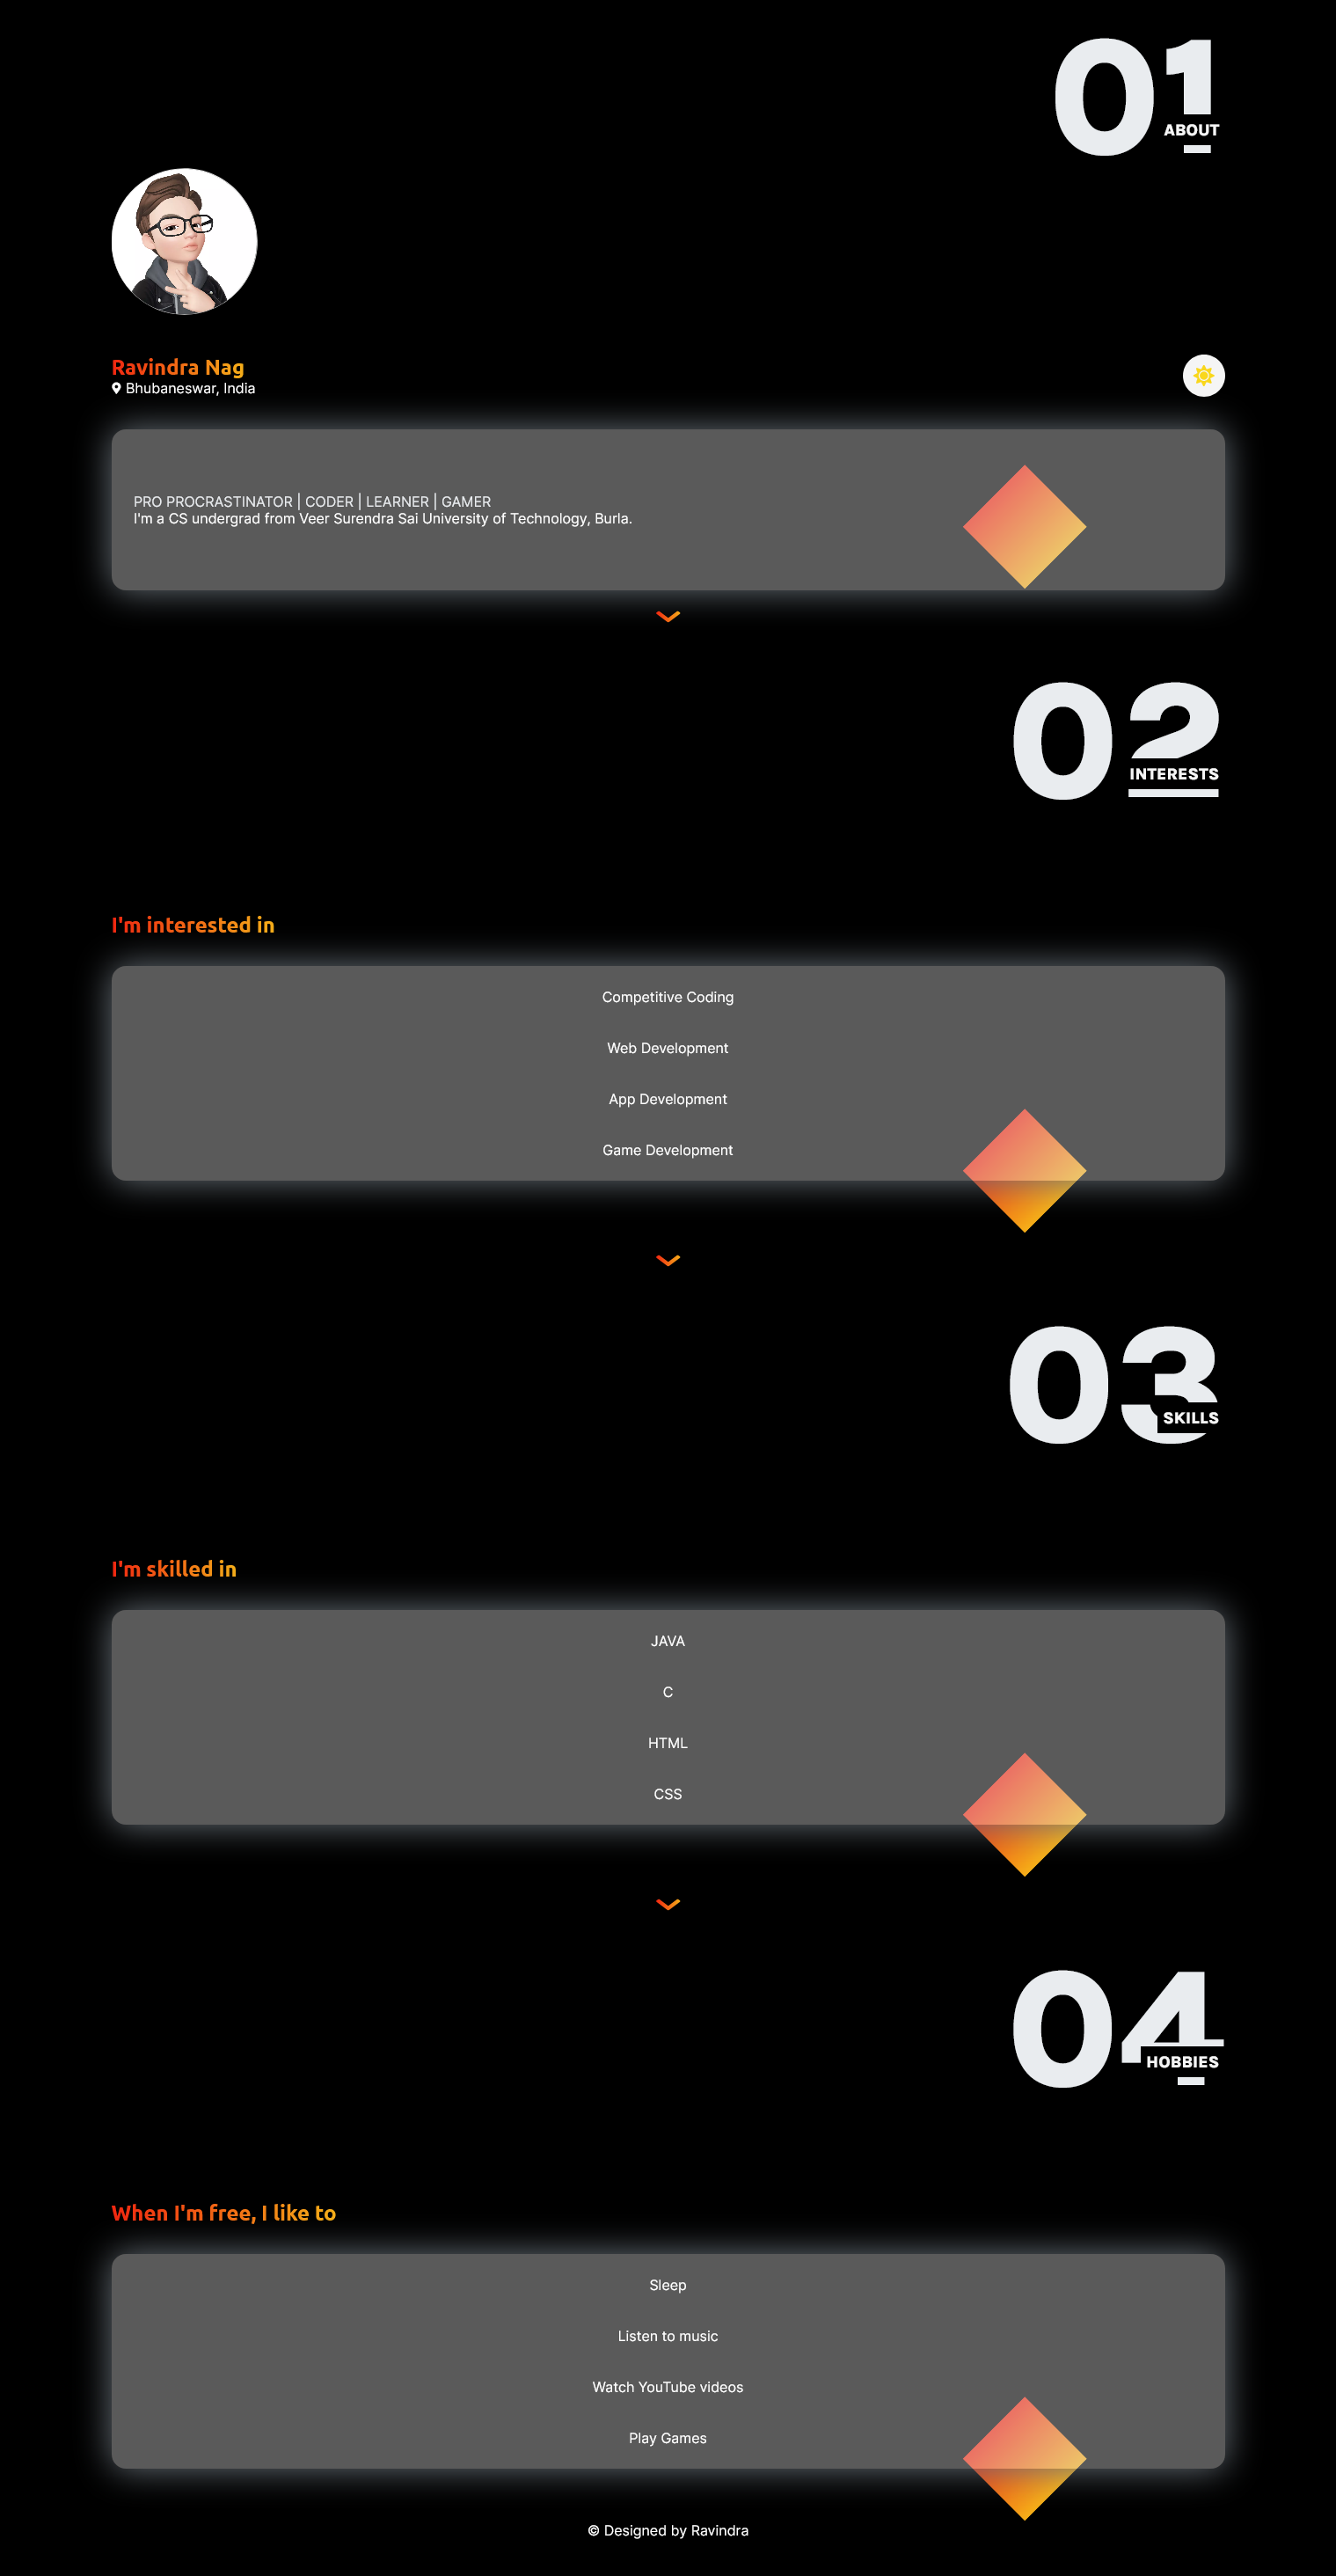 01
ABOUT
Ravindra Nag
Bhubaneswar, India
PRO PROCRASTINATOR | CODER | LEARNER | GAMER
I'm a CS undergrad from Veer Surendra Sai University of Technology, Burla.
02
INTERESTS
I'm interested in
Competitive Coding
Web Development
App Development
Game Development
03
SKILLS
I'm skilled in
JAVA
C
HTML
CSS
04
HOBBIES
When I'm free, I like to
Sleep
Listen to music
Watch YouTube videos
Play Games
© Designed by Ravindra